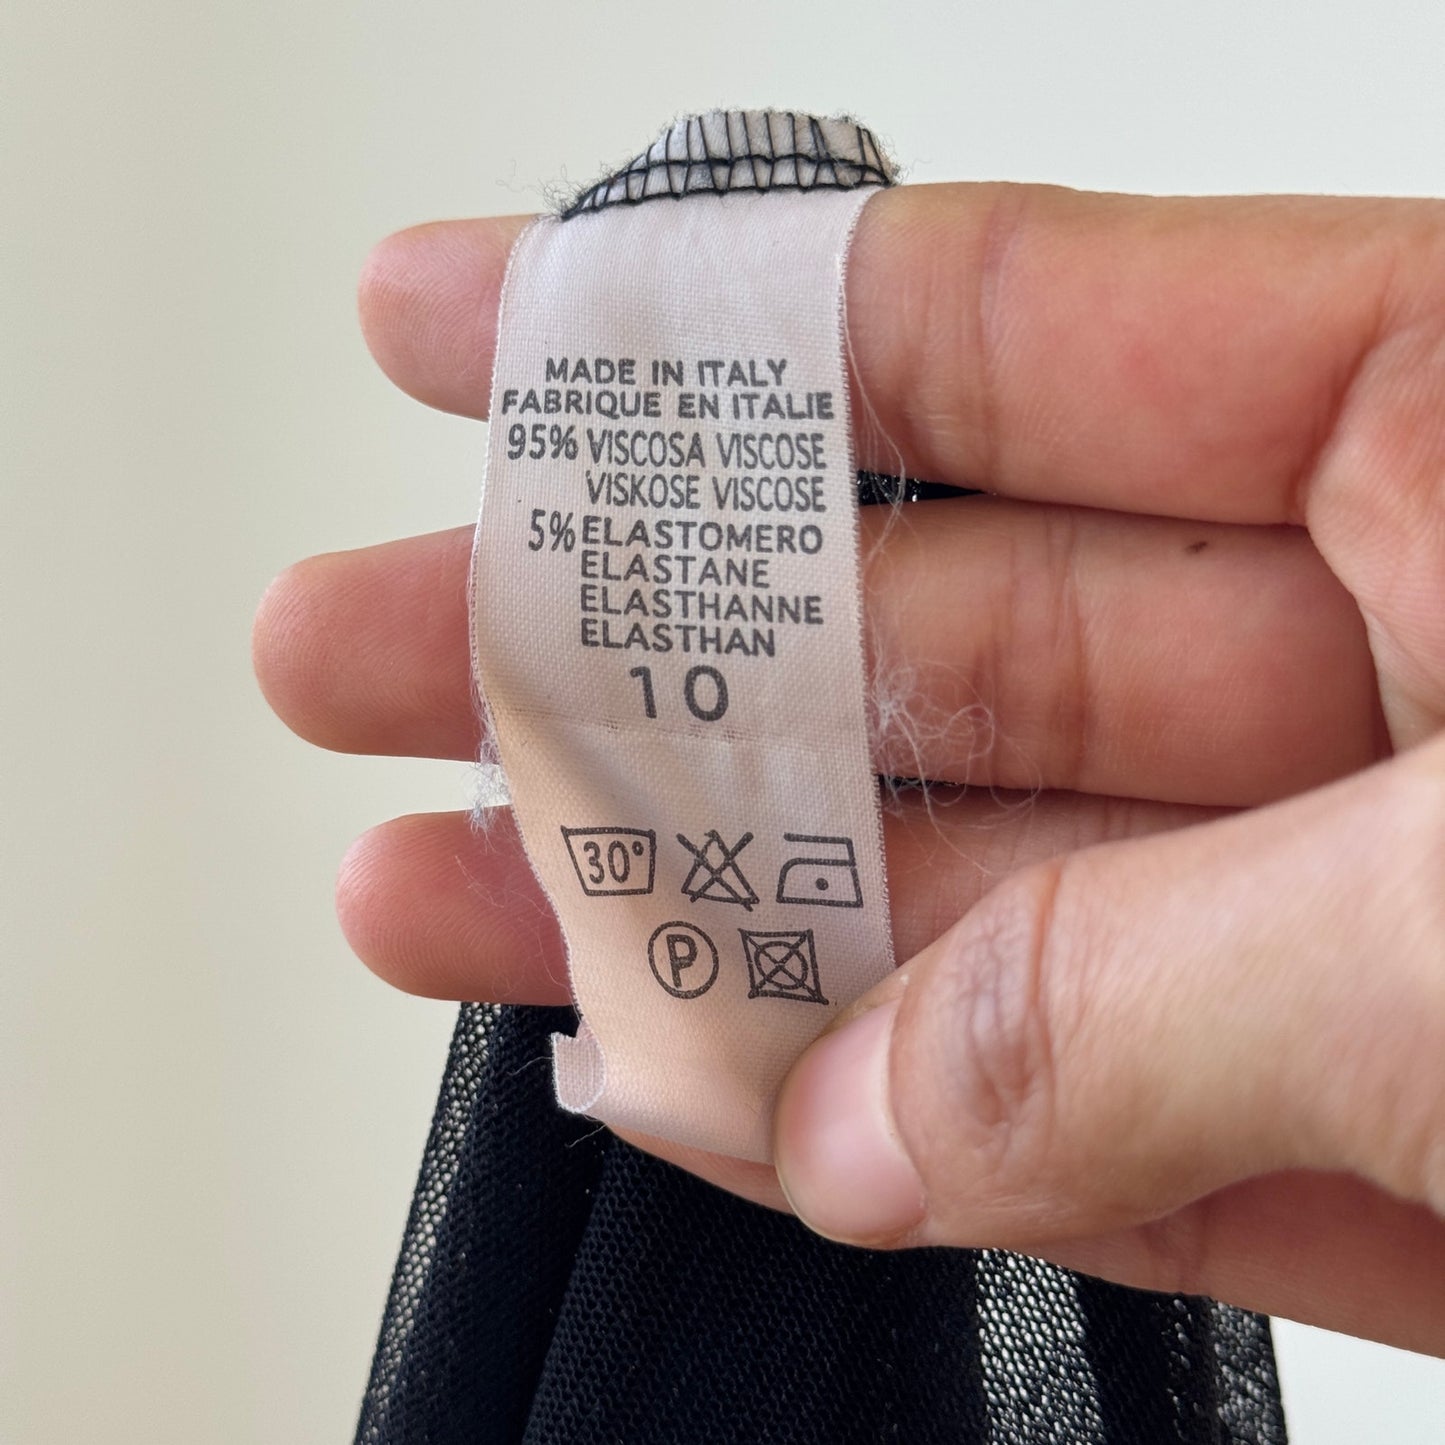 MADE IN ITALY
FABRIQUE EN ITALIE
95% VISCOSA VISCOSE
VISKOSE VISCOSE
5% ELASTOMERO
ELASTANE
ELASTHANNE
ELASTHAN
10
30°
P